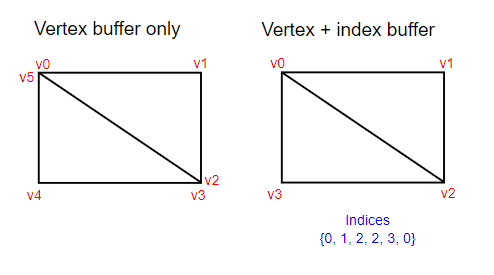 Vertex buffer only
v0
v1
v5
v2
v4
v3
Vertex + index buffer
v0
v1
v3
v2
Indices
{0, 1, 2, 2, 3, 0}